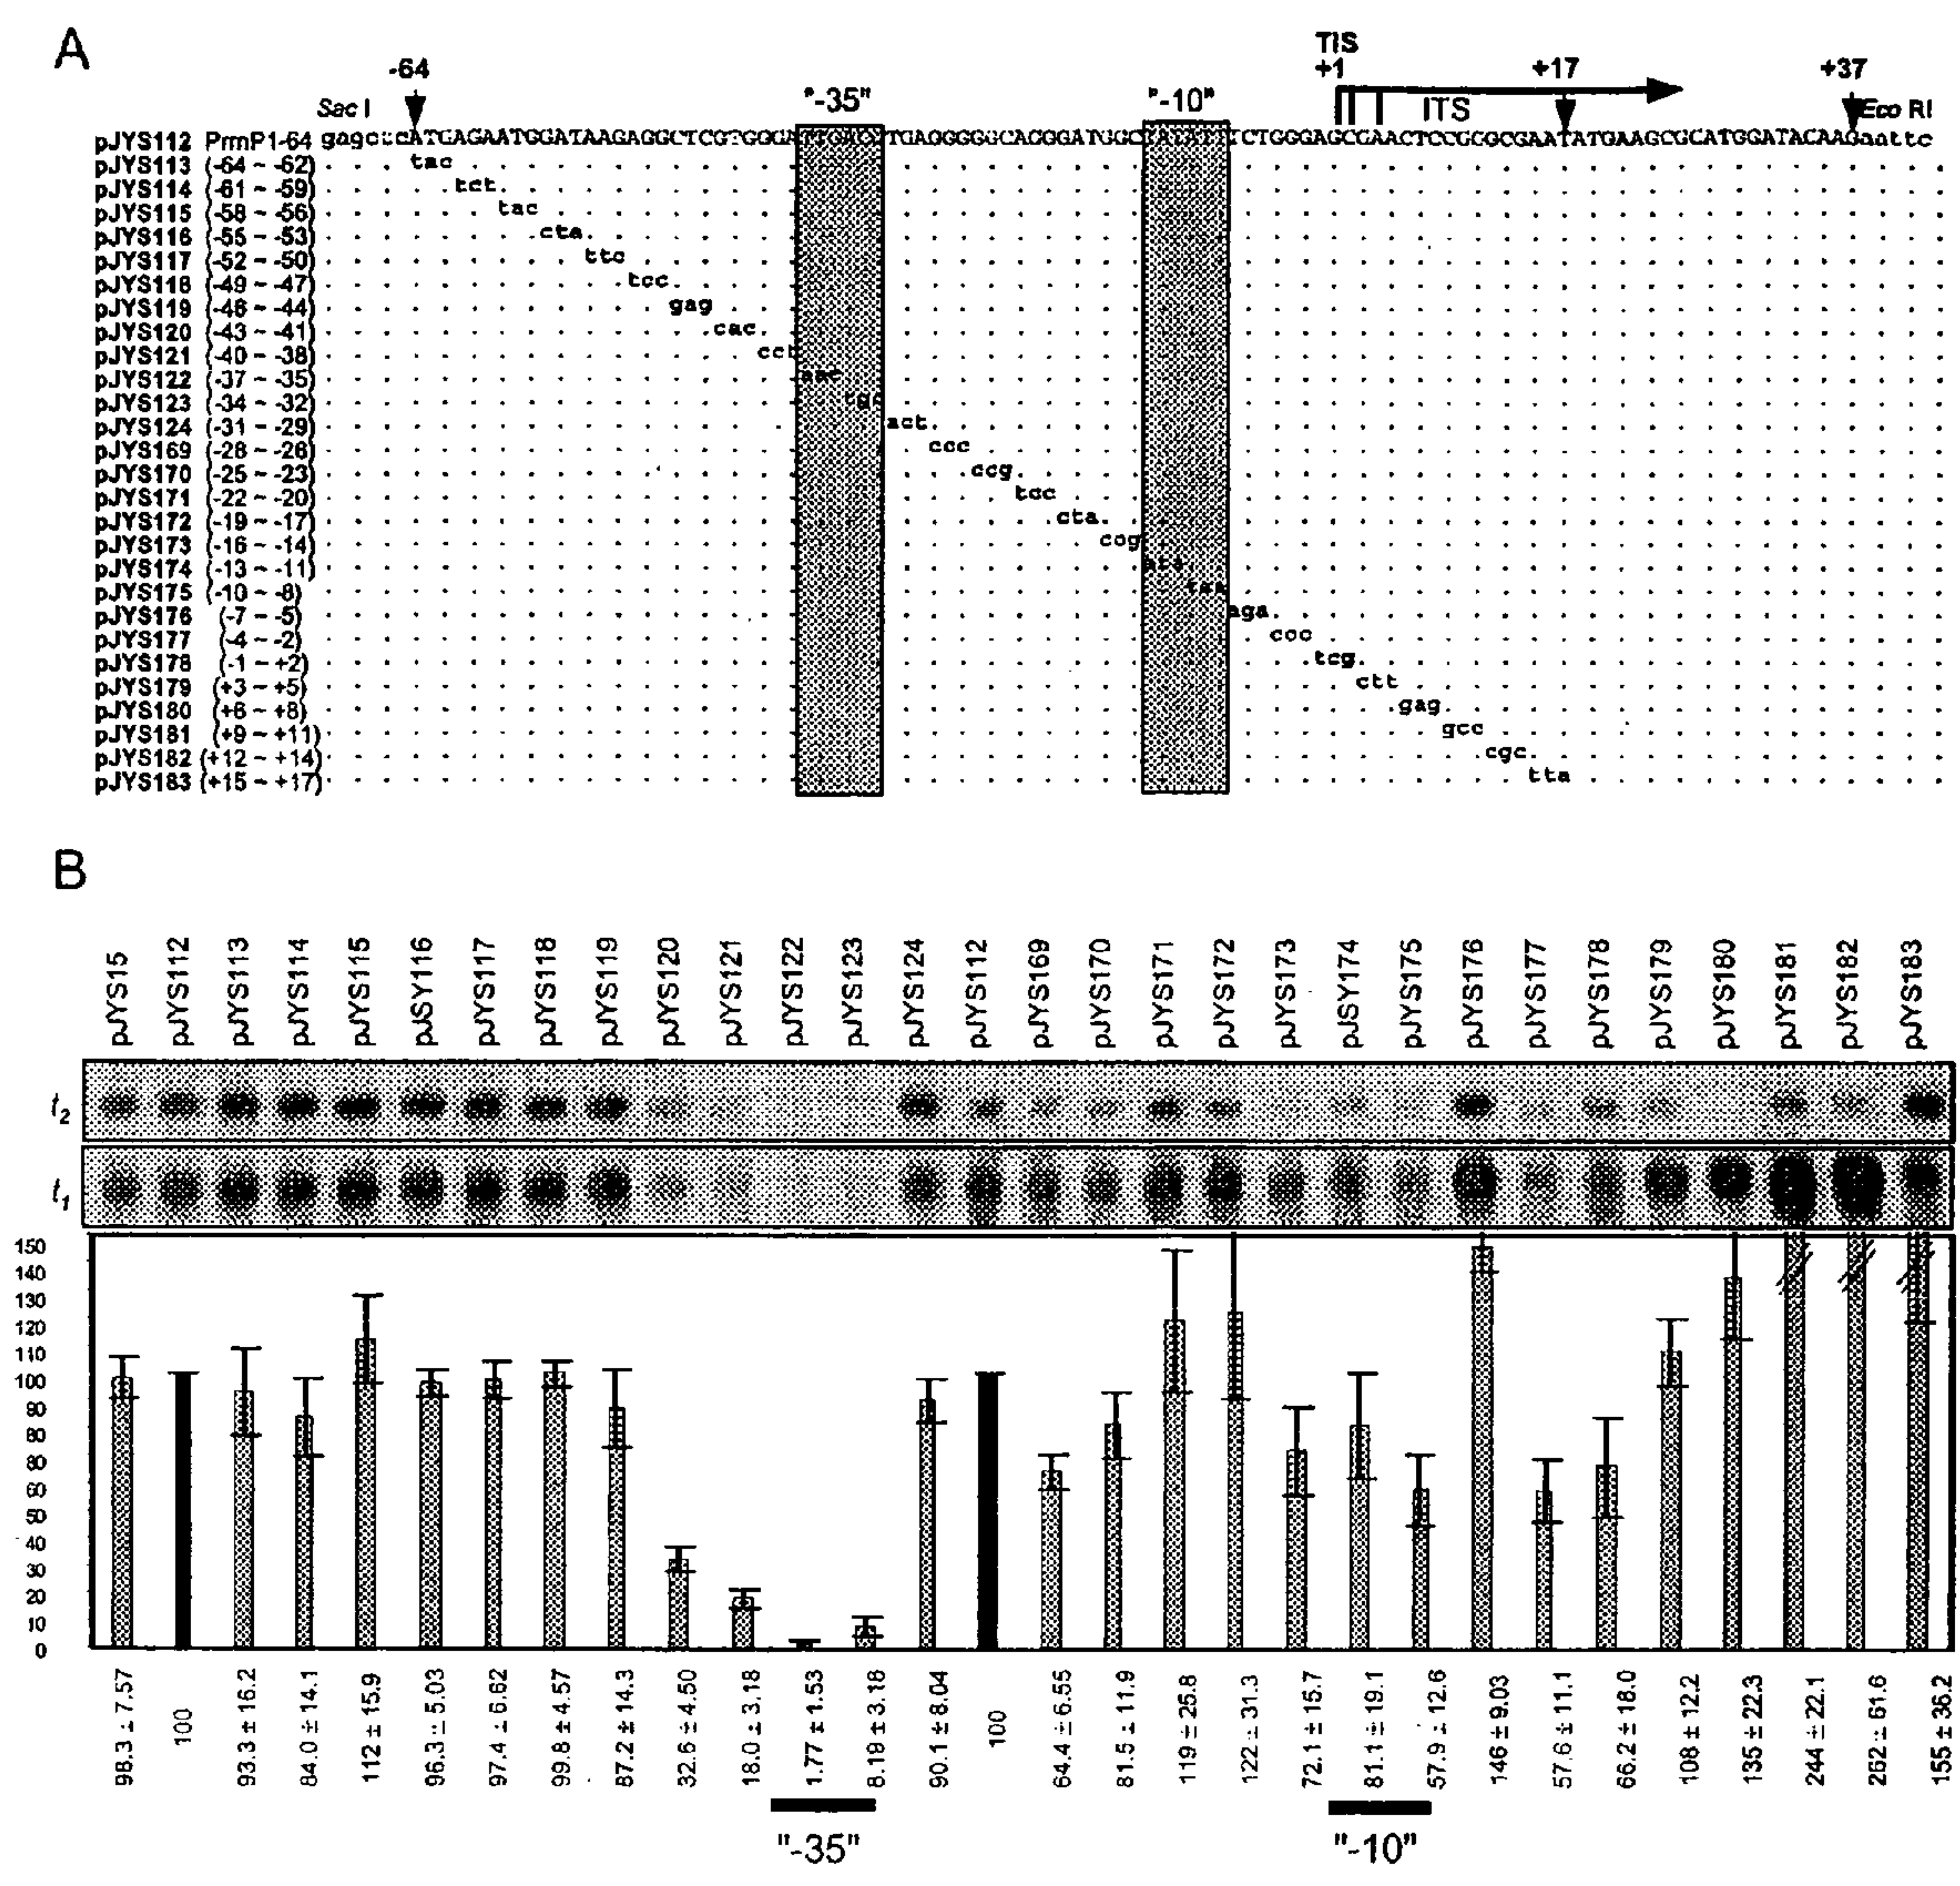 A
TIS
-64 +1 +17 +37
Sac I "-35" "-10" ITS Eco RI
pJYS112 PrmP1-64
pJYS113 (-64 ~ -62) tac
pJYS114 (-61 ~ -59) tct
pJYS115 (-58 ~ -56) tac
pJYS116 (-55 ~ -53) cta
pJYS117 (-52 ~ -50) ttc
pJYS118 (-49 ~ -47) tcc
pJYS119 (-46 ~ -44) gag
pJYS120 (-43 ~ -41) cac
pJYS121 (-40 ~ -38) cct
pJYS122 (-37 ~ -35) aac
pJYS123 (-34 ~ -32)
pJYS124 (-31 ~ -29) act
pJYS169 (-28 ~ -26) ccc
pJYS170 (-25 ~ -23) ccg
pJYS171 (-22 ~ -20) tcc
pJYS172 (-19 ~ -17) cta
pJYS173 (-16 ~ -14) ccg
pJYS174 (-13 ~ -11)
pJYS175 (-10 ~ -8)
pJYS176 (-7 ~ -5) aga
pJYS177 (-4 ~ -2) ccc
pJYS178 (-1 ~ +2) tcg
pJYS179 (+3 ~ +5) ctt
pJYS180 (+6 ~ +8) gag
pJYS181 (+9 ~ +11) gcc
pJYS182 (+12 ~ +14) cgc
pJYS183 (+15 ~ +17) tta
B
pJYS15 pJYS112 pJYS113 pJYS114 pJYS115 pJSY116 pJYS117 pJYS118 pJYS119 pJYS120 pJYS121 pJYS122 pJYS123 pJYS124 pJYS112 pJYS169 pJYS170 pJYS171 pJYS172 pJYS173 pJSY174 pJYS175 pJYS176 pJYS177 pJYS178 pJYS179 pJYS180 pJYS181 pJYS182 pJYS183
t2
t1
150
140
130
120
110
100
90
80
80
60
50
40
30
20
10
0
98.3 ± 7.57 100 93.3 ± 16.2 84.0 ± 14.1 112 ± 15.9 96.3 ± 5.03 97.4 ± 6.62 99.8 ± 4.57 87.2 ± 14.3 32.6 ± 4.50 18.0 ± 3.18 1.77 ± 1.53 8.19 ± 3.18 90.1 ± 8.04 100 64.4 ± 6.55 81.5 ± 11.9 119 ± 25.8 122 ± 31.3 72.1 ± 15.7 81.1 ± 19.1 57.9 ± 12.6 146 ± 9.03 57.6 ± 11.1 66.2 ± 18.0 108 ± 12.2 135 ± 22.3 244 ± 22.1 262 ± 61.6 155 ± 36.2
"-35" "-10"